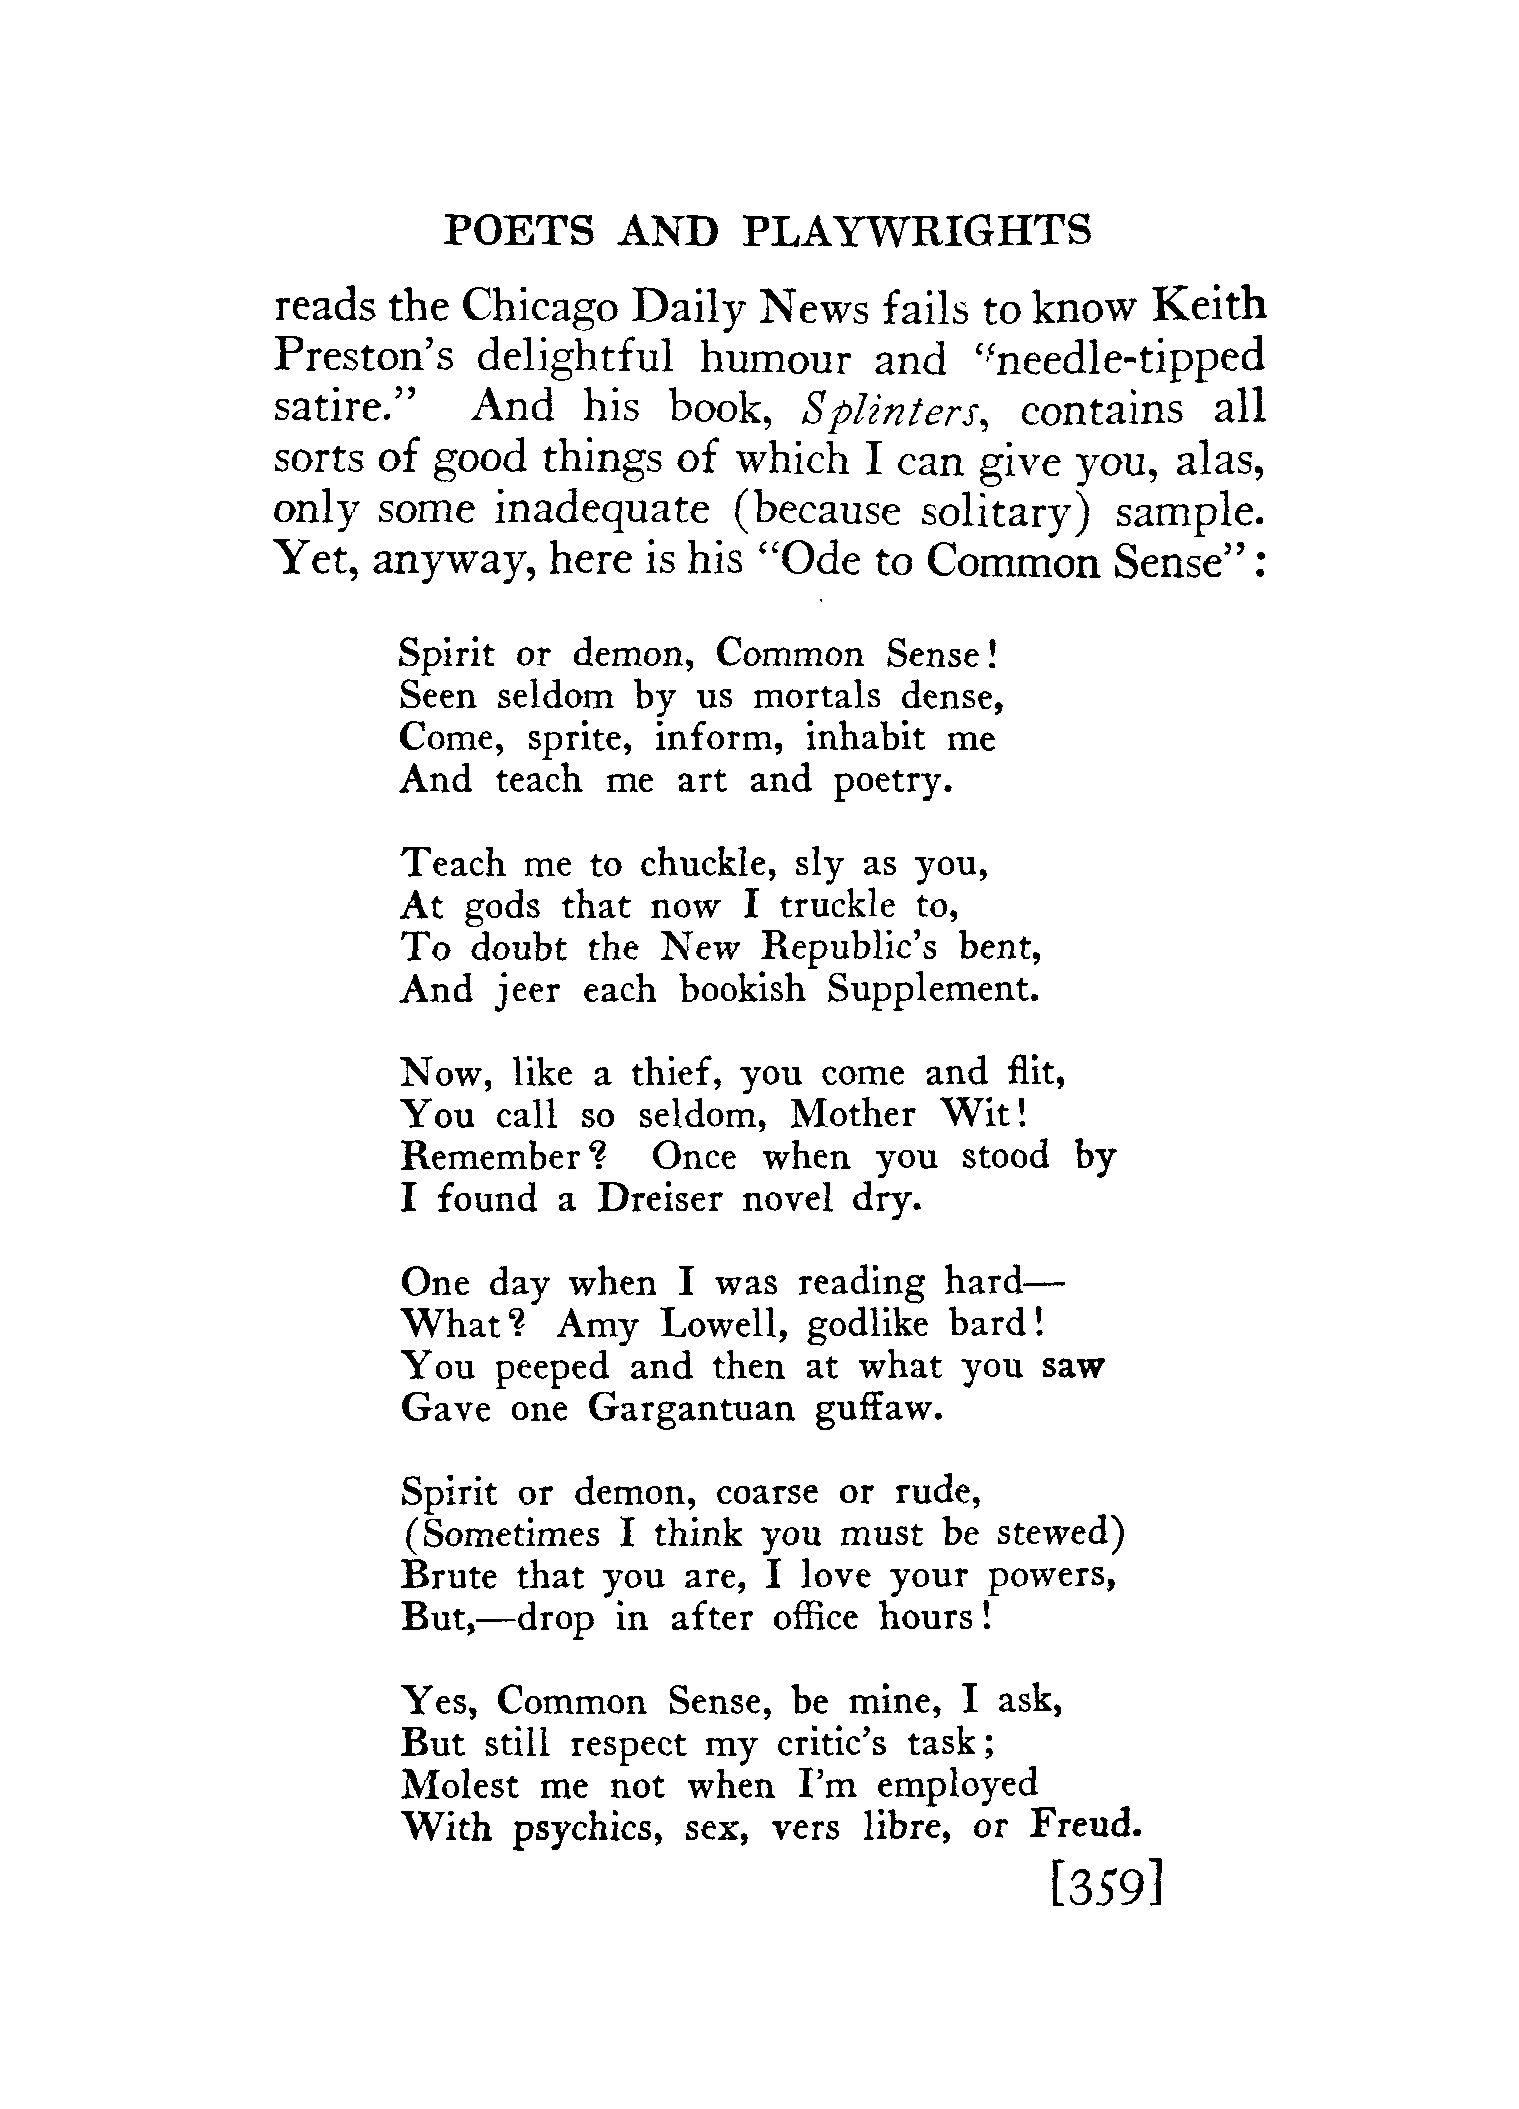 POETS AND PLAYWRIGHTS
reads the Chicago Daily News fails to know Keith
Preston's delightful humour and "needle-tipped
satire." And his book, Splinters, contains all
sorts of good things of which I can give you, alas,
only some inadequate (because solitary) sample.
Yet, anyway, here is his "Ode to Common Sense":
Spirit or demon, Common Sense!
Seen seldom by us mortals dense,
Come, sprite, inform, inhabit me
And teach me art and poetry.
Teach me to chuckle, sly as you,
At gods that now I truckle to,
To doubt the New Republic's bent,
And jeer each bookish Supplement.
Now, like a thief, you come and flit,
You call so seldom, Mother Wit!
Remember? Once when you stood by
I found a Dreiser novel dry.
One day when I was reading hard—
What? Amy Lowell, godlike bard!
You peeped and then at what you saw
Gave one Gargantuan guffaw.
Spirit or demon, coarse or rude,
(Sometimes I think you must be stewed)
Brute that you are, I love your powers,
But,—drop in after office hours!
Yes, Common Sense, be mine, I ask,
But still respect my critic's task;
Molest me not when I'm employed
With psychics, sex, vers libre, or Freud.
[359]